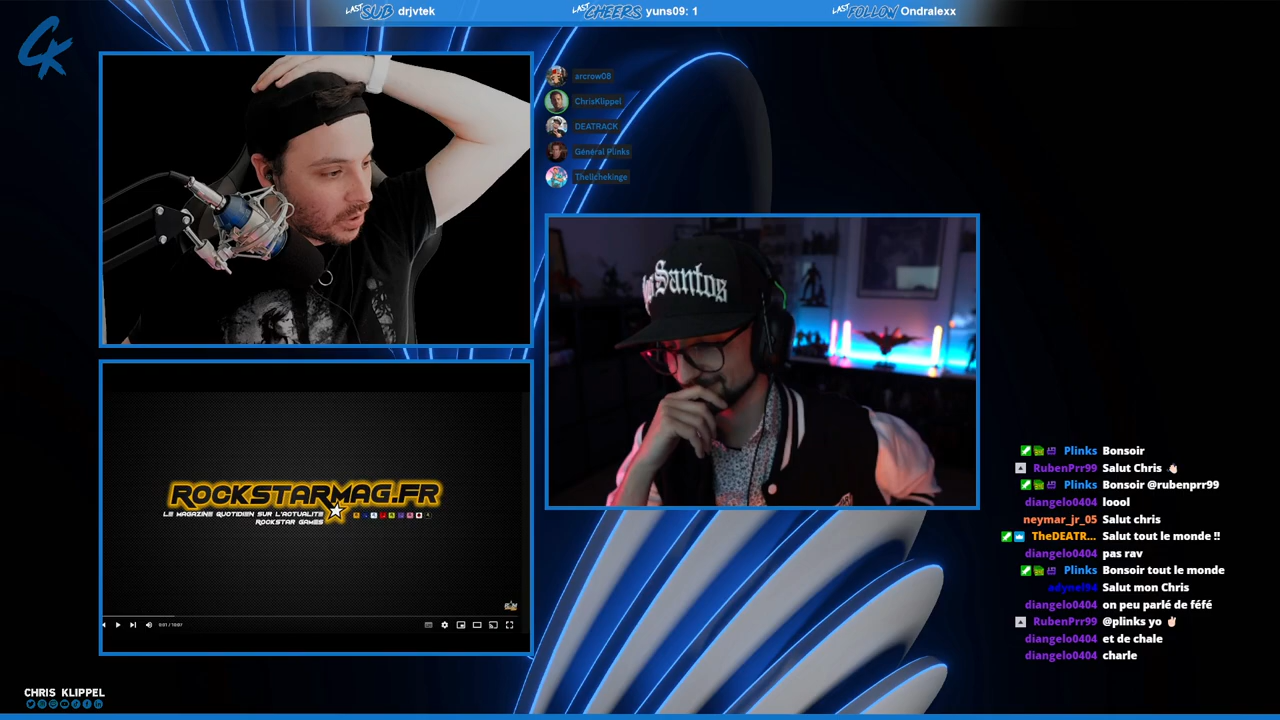 LAST SUB drjvtek
LAST CHEERS yuns09: 1
LAST FOLLOW Ondralexx
CK
arcrow08
ChrisKlippel
DEATRACK
Général Plinks
Thelichekinge
Santos
ROCKSTARMAG.FR
LE MAGAZINE QUOTIDIEN SUR L'ACTUALITE
ROCKSTAR GAMES
Plinks Bonsoir
RubenPrr99 Salut Chris
Plinks Bonsoir @rubenprr99
diangelo0404 loool
neymar_jr_05 Salut chris
TheDEATR... Salut tout le monde !!
diangelo0404 pas rav
Plinks Bonsoir tout le monde
adynel94 Salut mon Chris
diangelo0404 on peu parlé de féfé
RubenPrr99 @plinks yo
diangelo0404 et de chale
diangelo0404 charle
CHRIS KLIPPEL